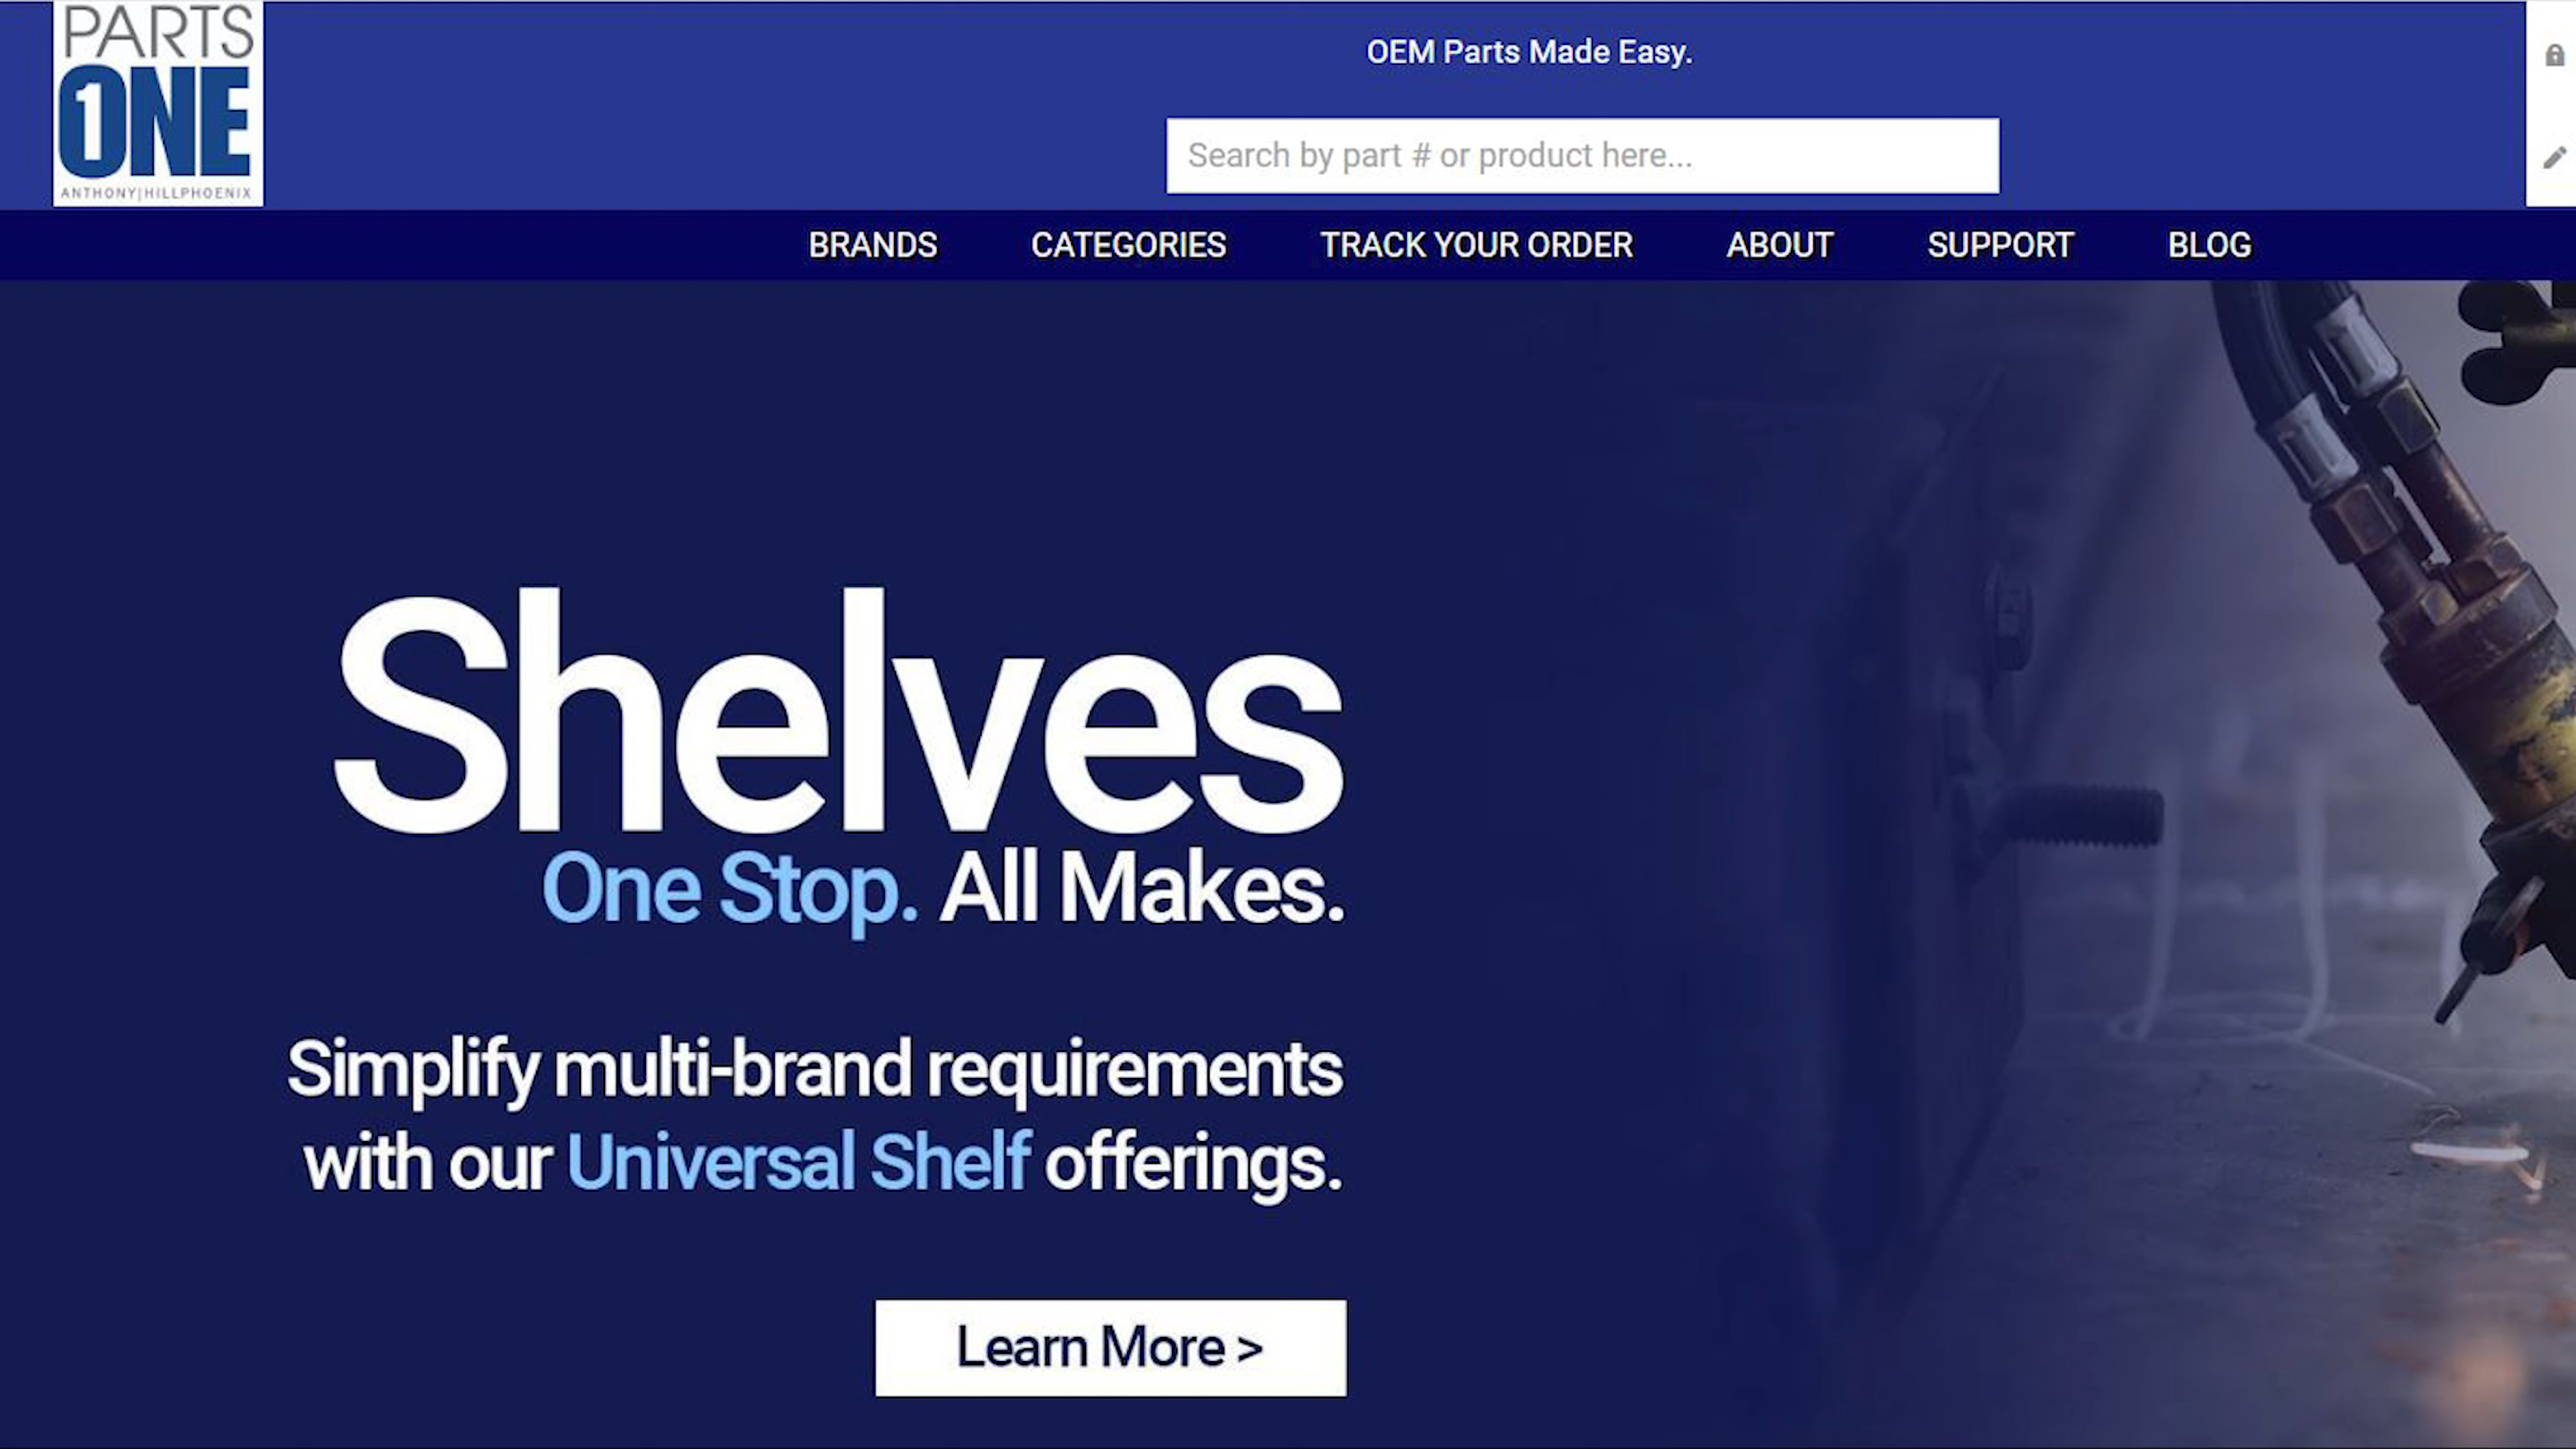 PARTS
ONE
ANTHONY|HILLPHOENIX
OEM Parts Made Easy.
Search by part # or product here...
BRANDS CATEGORIES TRACK YOUR ORDER ABOUT SUPPORT BLOG
Shelves
One Stop. All Makes.
Simplify multi-brand requirements
with our Universal Shelf offerings.
Learn More >